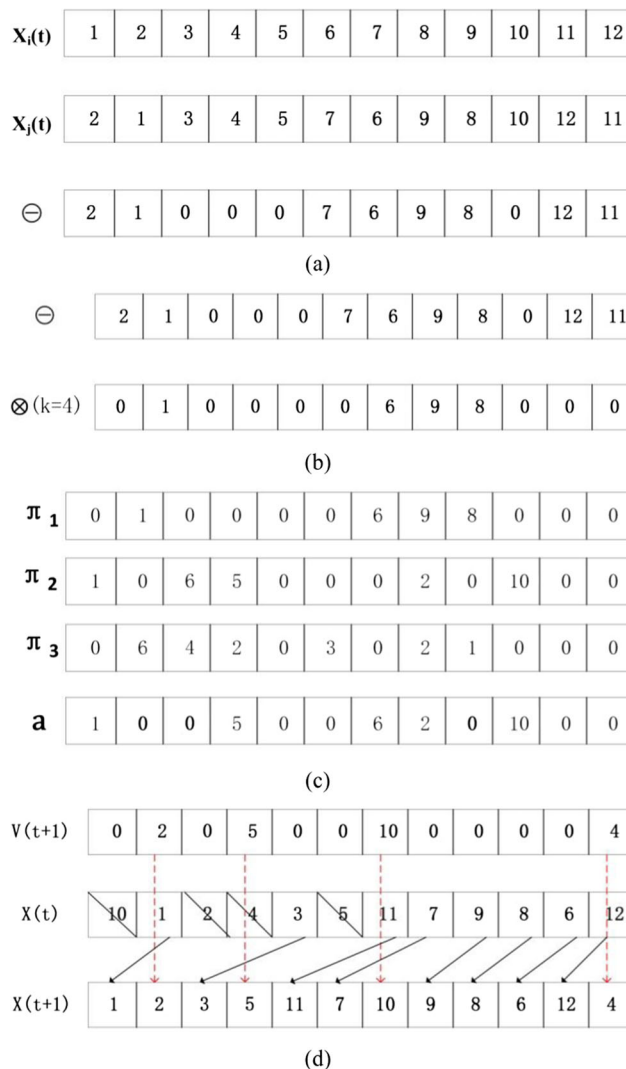 Xᵢ(t) 1 2 3 4 5 6 7 8 9 10 11 12
Xⱼ(t) 2 1 3 4 5 7 6 9 8 10 12 11
⊖ 2 1 0 0 0 7 6 9 8 0 12 11
(a)
⊖ 2 1 0 0 0 7 6 9 8 0 12 11
⊗(k=4) 0 1 0 0 0 0 6 9 8 0 0 0
(b)
π 1 0 1 0 0 0 0 6 9 8 0 0 0
π 2 1 0 6 5 0 0 0 2 0 10 0 0
π 3 0 6 4 2 0 3 0 2 1 0 0 0
a 1 0 0 5 0 0 6 2 0 10 0 0
(c)
V(t+1) 0 2 0 5 0 0 10 0 0 0 0 4
X(t) 10 1 2 4 3 5 11 7 9 8 6 12
X(t+1) 1 2 3 5 11 7 10 9 8 6 12 4
(d)